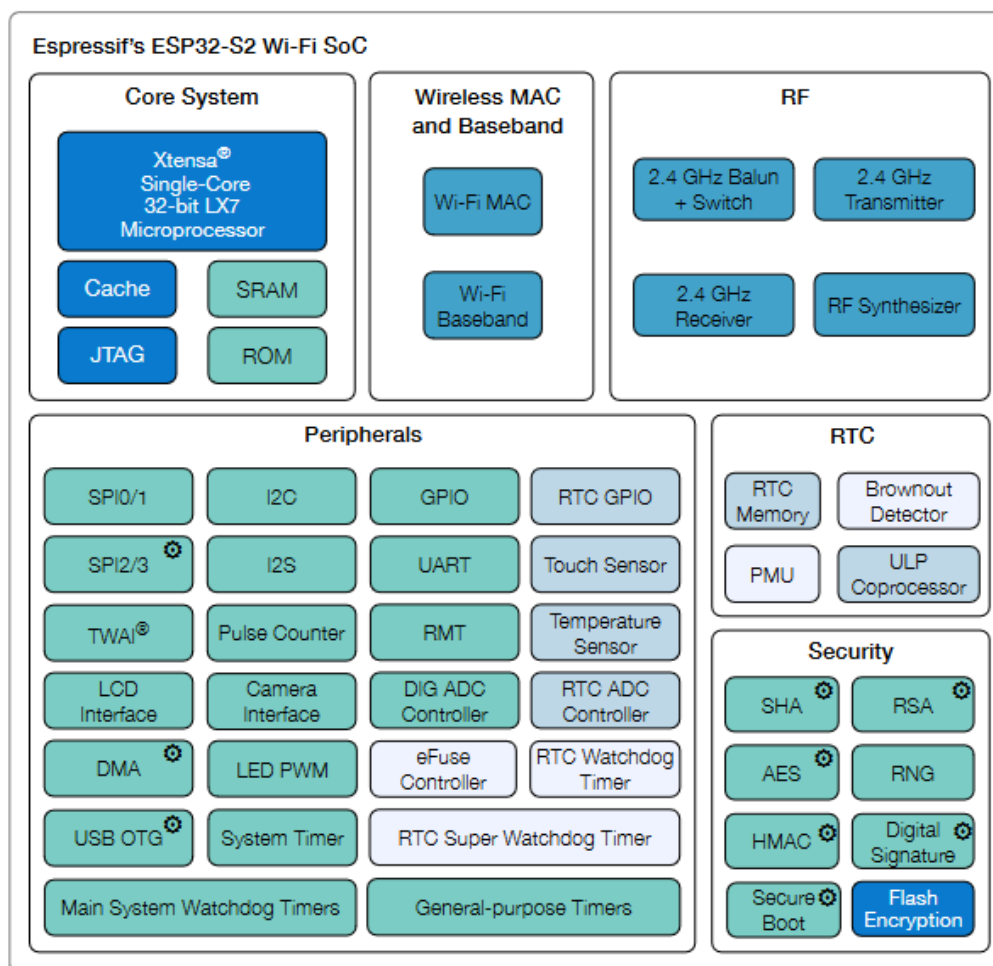 Espressif's ESP32-S2 Wi-Fi SoC
Core System
Xtensa®
Single-Core
32-bit LX7
Microprocessor
Cache
SRAM
JTAG
ROM
Wireless MAC
and Baseband
Wi-Fi MAC
Wi-Fi
Baseband
RF
2.4 GHz Balun
+ Switch
2.4 GHz
Transmitter
2.4 GHz
Receiver
RF Synthesizer
Peripherals
SPI0/1
I2C
GPIO
RTC GPIO
SPI2/3
I2S
UART
Touch Sensor
TWAI®
Pulse Counter
RMT
Temperature
Sensor
LCD
Interface
Camera
Interface
DIG ADC
Controller
RTC ADC
Controller
DMA
LED PWM
eFuse
Controller
RTC Watchdog
Timer
USB OTG
System Timer
RTC Super Watchdog Timer
Main System Watchdog Timers
General-purpose Timers
RTC
RTC
Memory
Brownout
Detector
PMU
ULP
Coprocessor
Security
SHA
RSA
AES
RNG
HMAC
Digital
Signature
Secure
Boot
Flash
Encryption